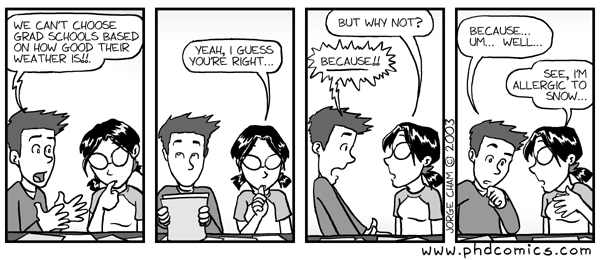 WE CAN'T CHOOSE
GRAD SCHOOLS BASED
ON HOW GOOD THEIR
WEATHER IS!!.
YEAH, I GUESS
YOU'RE RIGHT...
BUT WHY NOT?
BECAUSE!!
BECAUSE...
UM... WELL...
SEE, I'M
ALLERGIC TO
SNOW...
JORGE CHAM © 2003
www.phdcomics.com